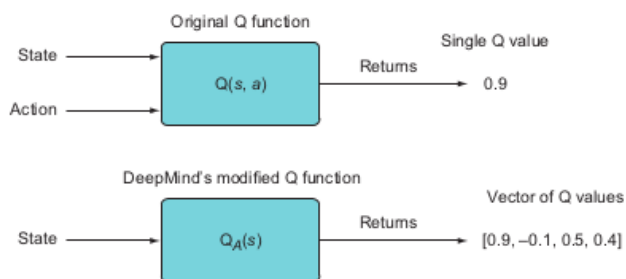 Original Q function
Single Q value
State
Returns
Q(s, a)
0.9
Action
DeepMind's modified Q function
Vector of Q values
Returns
State
Q_A(s)
[0.9, –0.1, 0.5, 0.4]